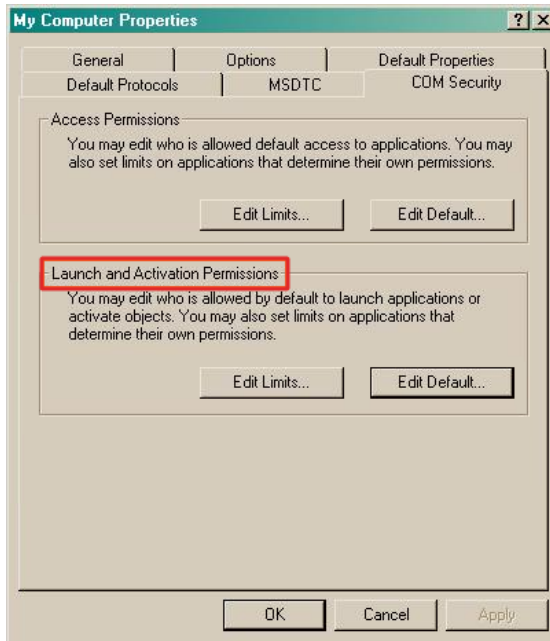 My Computer Properties
General Options Default Properties
Default Protocols MSDTC COM Security
Access Permissions
You may edit who is allowed default access to applications. You may
also set limits on applications that determine their own permissions.
Edit Limits... Edit Default...
Launch and Activation Permissions
You may edit who is allowed by default to launch applications or
activate objects. You may also set limits on applications that
determine their own permissions.
Edit Limits... Edit Default...
OK Cancel Apply